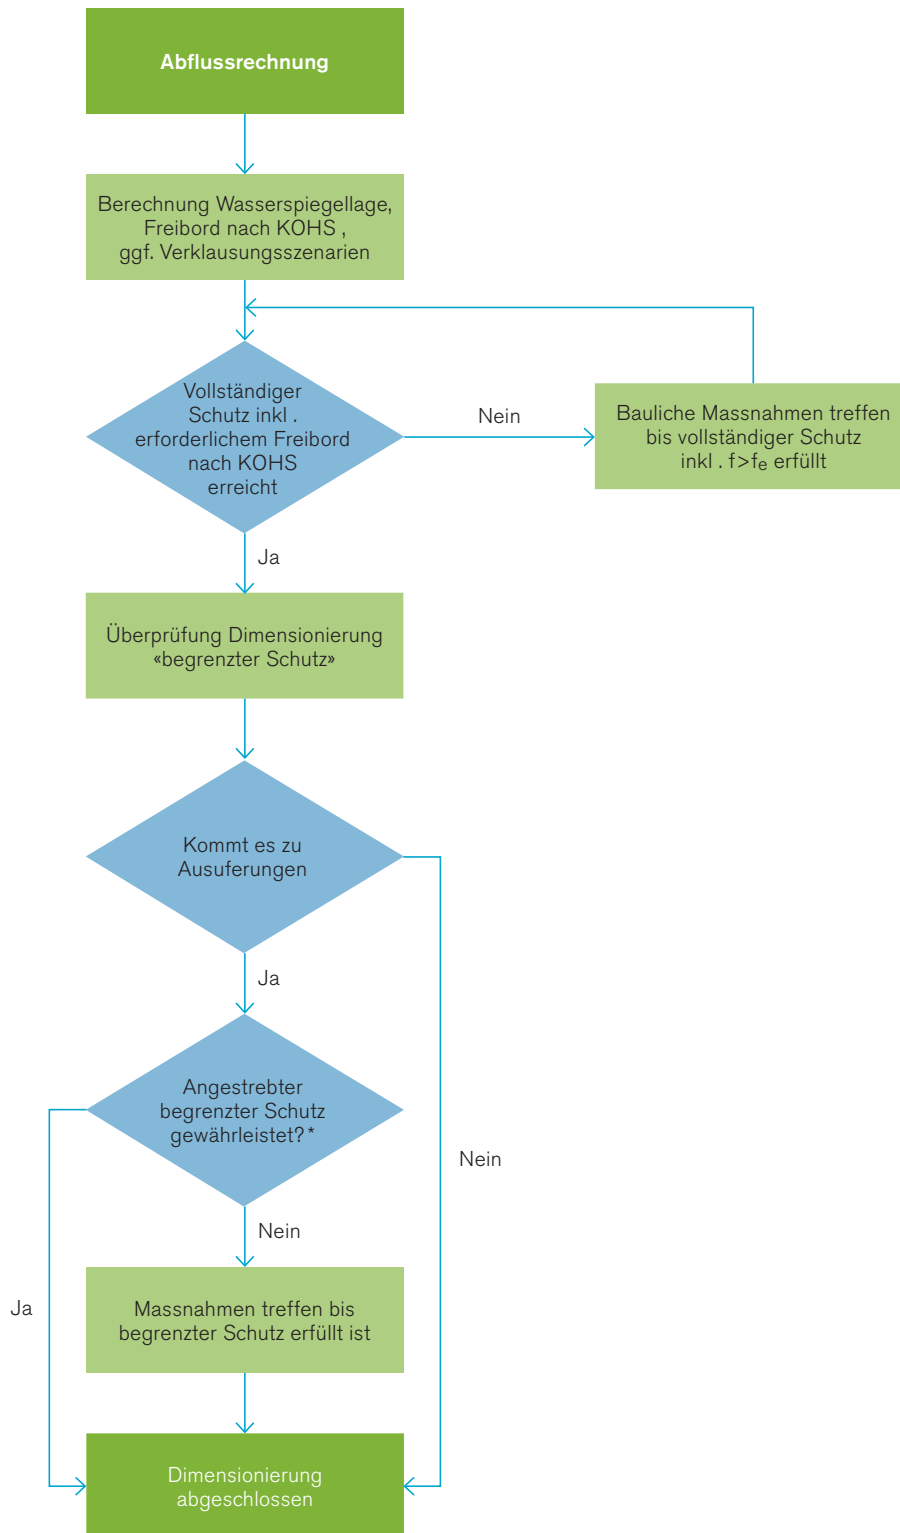 Abflussrechnung
Berechnung Wasserspiegellage,
Freibord nach KOHS ,
ggf. Verklausungsszenarien
Vollständiger
Schutz inkl .
erforderlichem Freibord
nach KOHS
erreicht
Nein
Bauliche Massnahmen treffen
bis vollständiger Schutz
inkl . f>fe erfüllt
Ja
Überprüfung Dimensionierung
«begrenzter Schutz»
Kommt es zu
Ausuferungen
Ja
Angestrebter
begrenzter Schutz
gewährleistet?*
Nein
Nein
Ja
Massnahmen treffen bis
begrenzter Schutz erfüllt ist
Dimensionierung
abgeschlossen